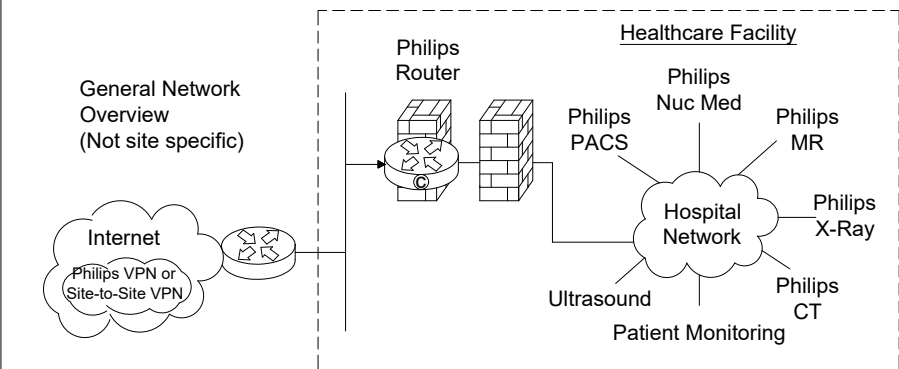 Healthcare Facility
General Network
Overview
(Not site specific)
Philips
Router
Philips
Nuc Med
Philips
PACS
Philips
MR
Philips
X-Ray
Hospital
Network
Internet
Philips VPN or
Site-to-Site VPN
C
Ultrasound
Philips
CT
Patient Monitoring